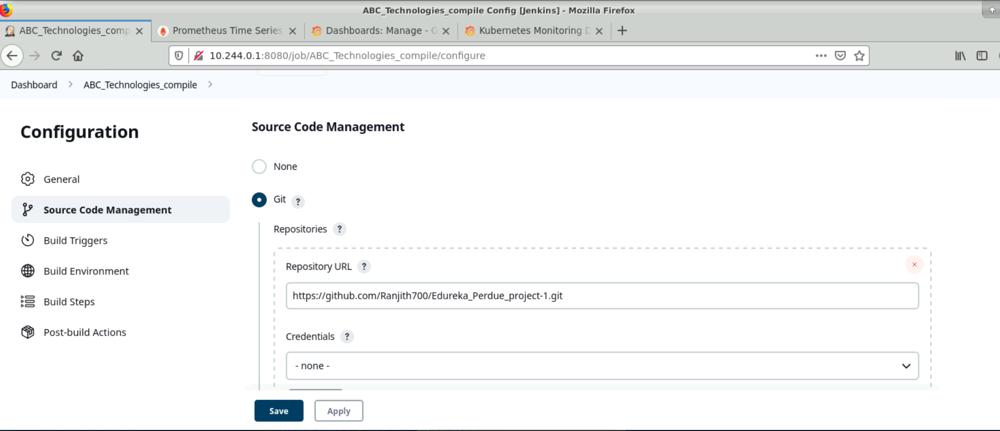 ABC_Technologies_compile Config [Jenkins] - Mozilla Firefox
ABC_Technologies_comp
Prometheus Time Series
Dashboards: Manage - G
Kubernetes Monitoring D
10.244.0.1:8080/job/ABC_Technologies_compile/configure
Dashboard > ABC_Technologies_compile >
Configuration
General
Source Code Management
Build Triggers
Build Environment
Build Steps
Post-build Actions
Source Code Management
None
Git ?
Repositories ?
Repository URL ?
https://github.com/Ranjith700/Edureka_Perdue_project-1.git
Credentials ?
- none -
Save
Apply